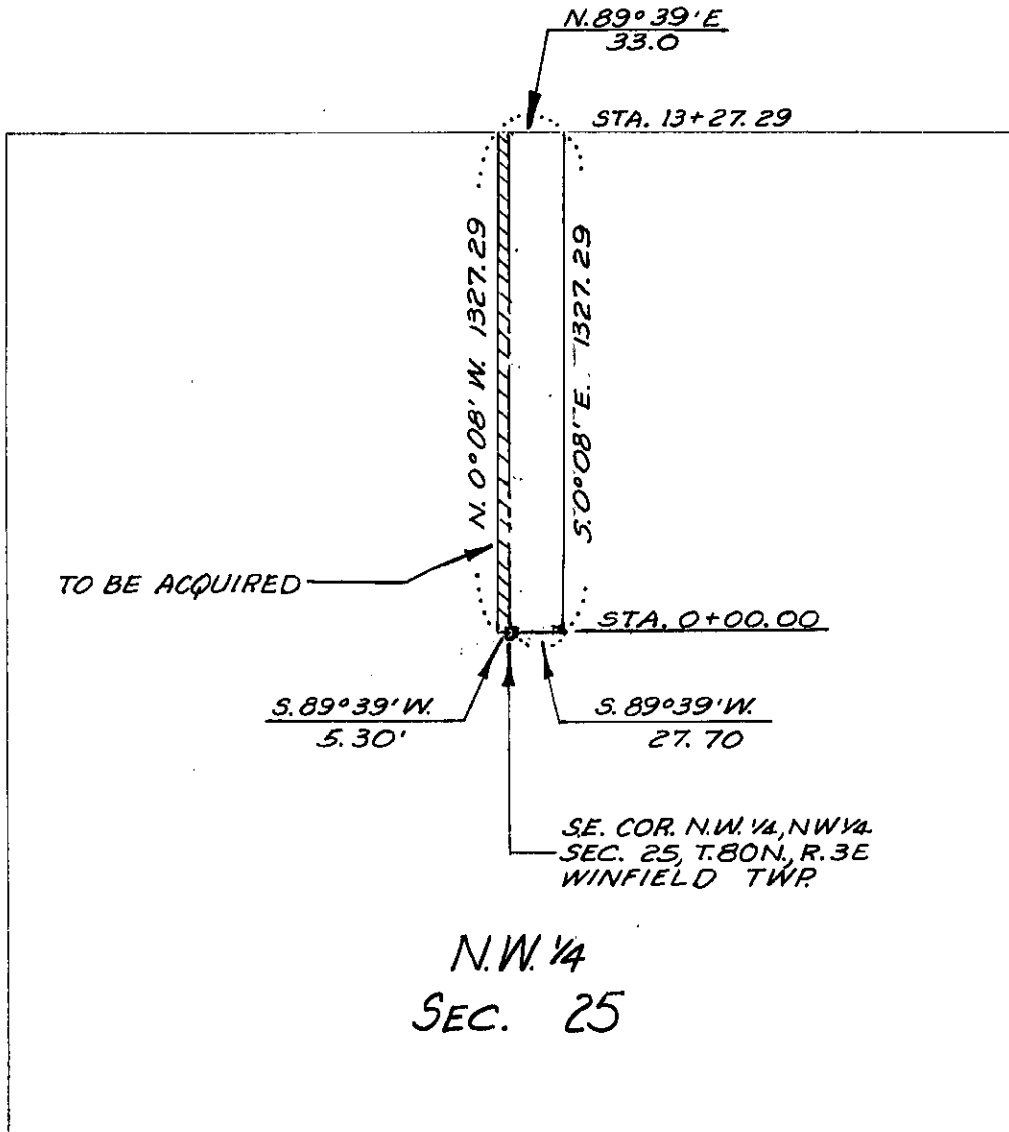 N.89°39'E
33.0
STA. 13+27.29
N. 0°08' W. 1327.29
S.0°08'E. 1327.29
TO BE ACQUIRED
STA. 0+00.00
S.89°39'W.
5.30'
S.89°39'W.
27.70
S.E. COR. N.W. 1/4, NW 1/4
SEC. 25, T.80N., R.3E
WINFIELD TWP.
N.W. 1/4
SEC. 25